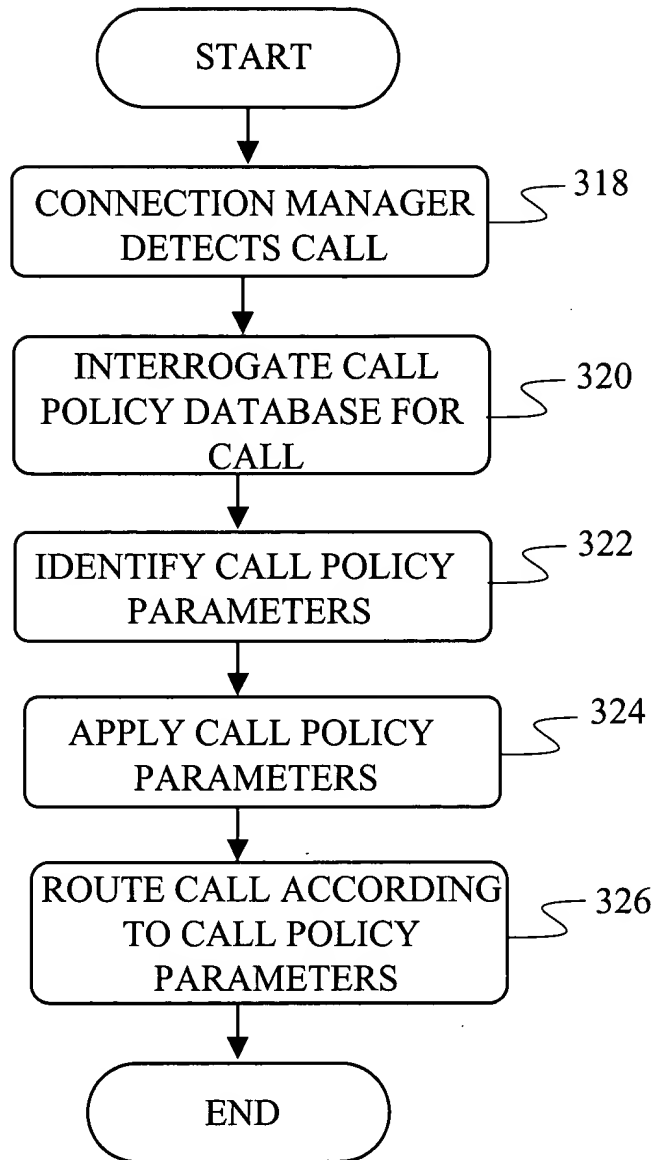 START
CONNECTION MANAGER
DETECTS CALL
318
INTERROGATE CALL
POLICY DATABASE FOR
CALL
320
IDENTIFY CALL POLICY
PARAMETERS
322
APPLY CALL POLICY
PARAMETERS
324
ROUTE CALL ACCORDING
TO CALL POLICY
PARAMETERS
326
END